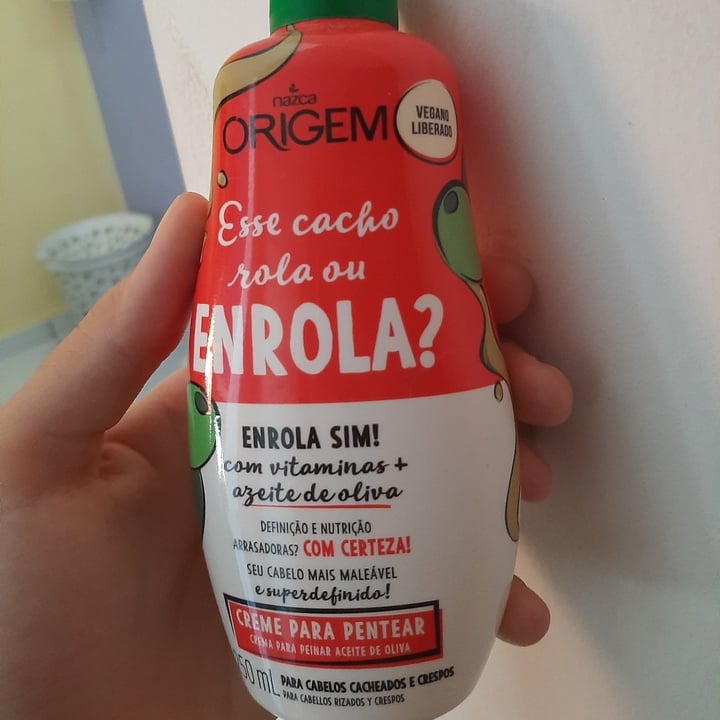 nazca
ORIGEM
VEGANO
LIBERADO
Esse cacho
rola ou
ENROLA?
ENROLA SIM!
com vitaminas +
azeite de oliva
DEFINIÇÃO E NUTRIÇÃO
ARRASADORAS? COM CERTEZA!
SEU CABELO MAIS MALEÁVEL
e superdefinido!
CREME PARA PENTEAR
CREMA PARA PEINAR ACEITE DE OLIVA
50 mL PARA CABELOS CACHEADOS E CRESPOS
PARA CABELLOS RIZADOS Y CRESPOS